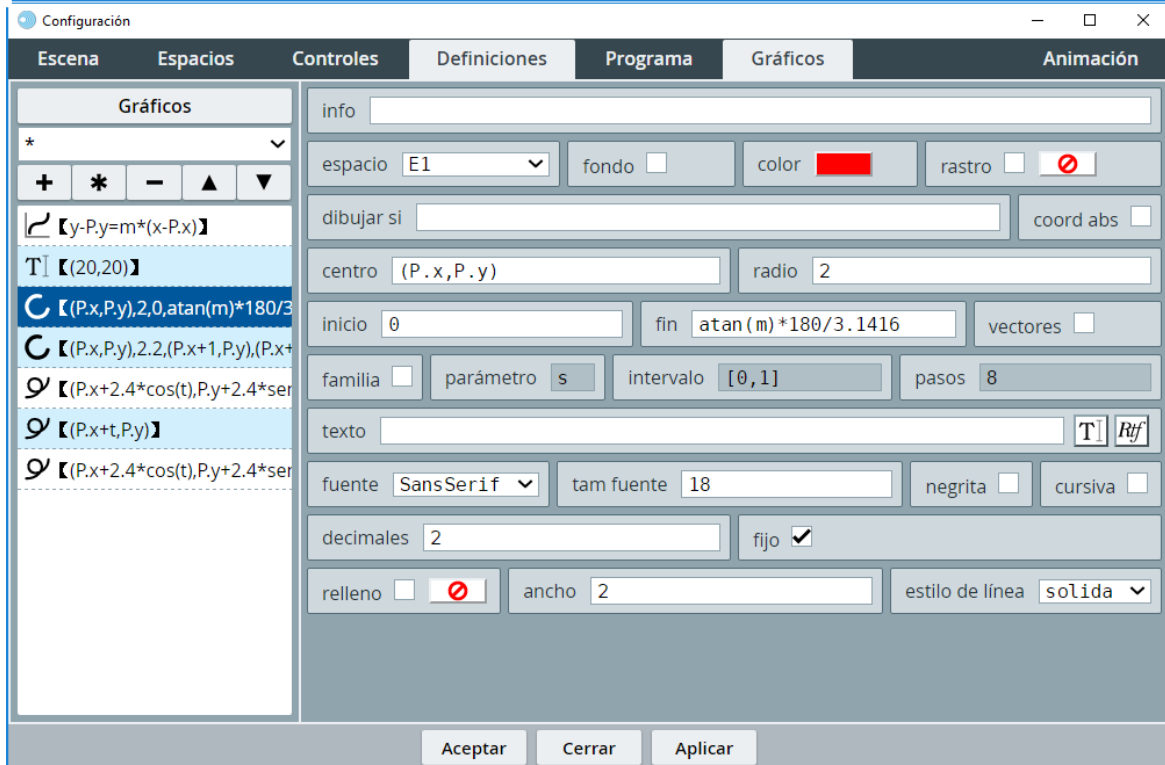 Configuración
Escena Espacios Controles Definiciones Programa Gráficos Animación
Gráficos
*
+ * − ▲ ▼
【y-P.y=m*(x-P.x)】
T 【(20,20)】
【(P.x,P.y),2,0,atan(m)*180/3
【(P.x,P.y),2.2,(P.x+1,P.y),(P.x+
【(P.x+2.4*cos(t),P.y+2.4*ser
【(P.x+t,P.y)】
【(P.x+2.4*cos(t),P.y+2.4*ser
info
espacio E1 fondo color rastro
dibujar si coord abs
centro (P.x,P.y) radio 2
inicio 0 fin atan(m)*180/3.1416 vectores
familia parámetro s intervalo [0,1] pasos 8
texto T Rtf
fuente SansSerif tam fuente 18 negrita cursiva
decimales 2 fijo
relleno ancho 2 estilo de línea solida
Aceptar Cerrar Aplicar